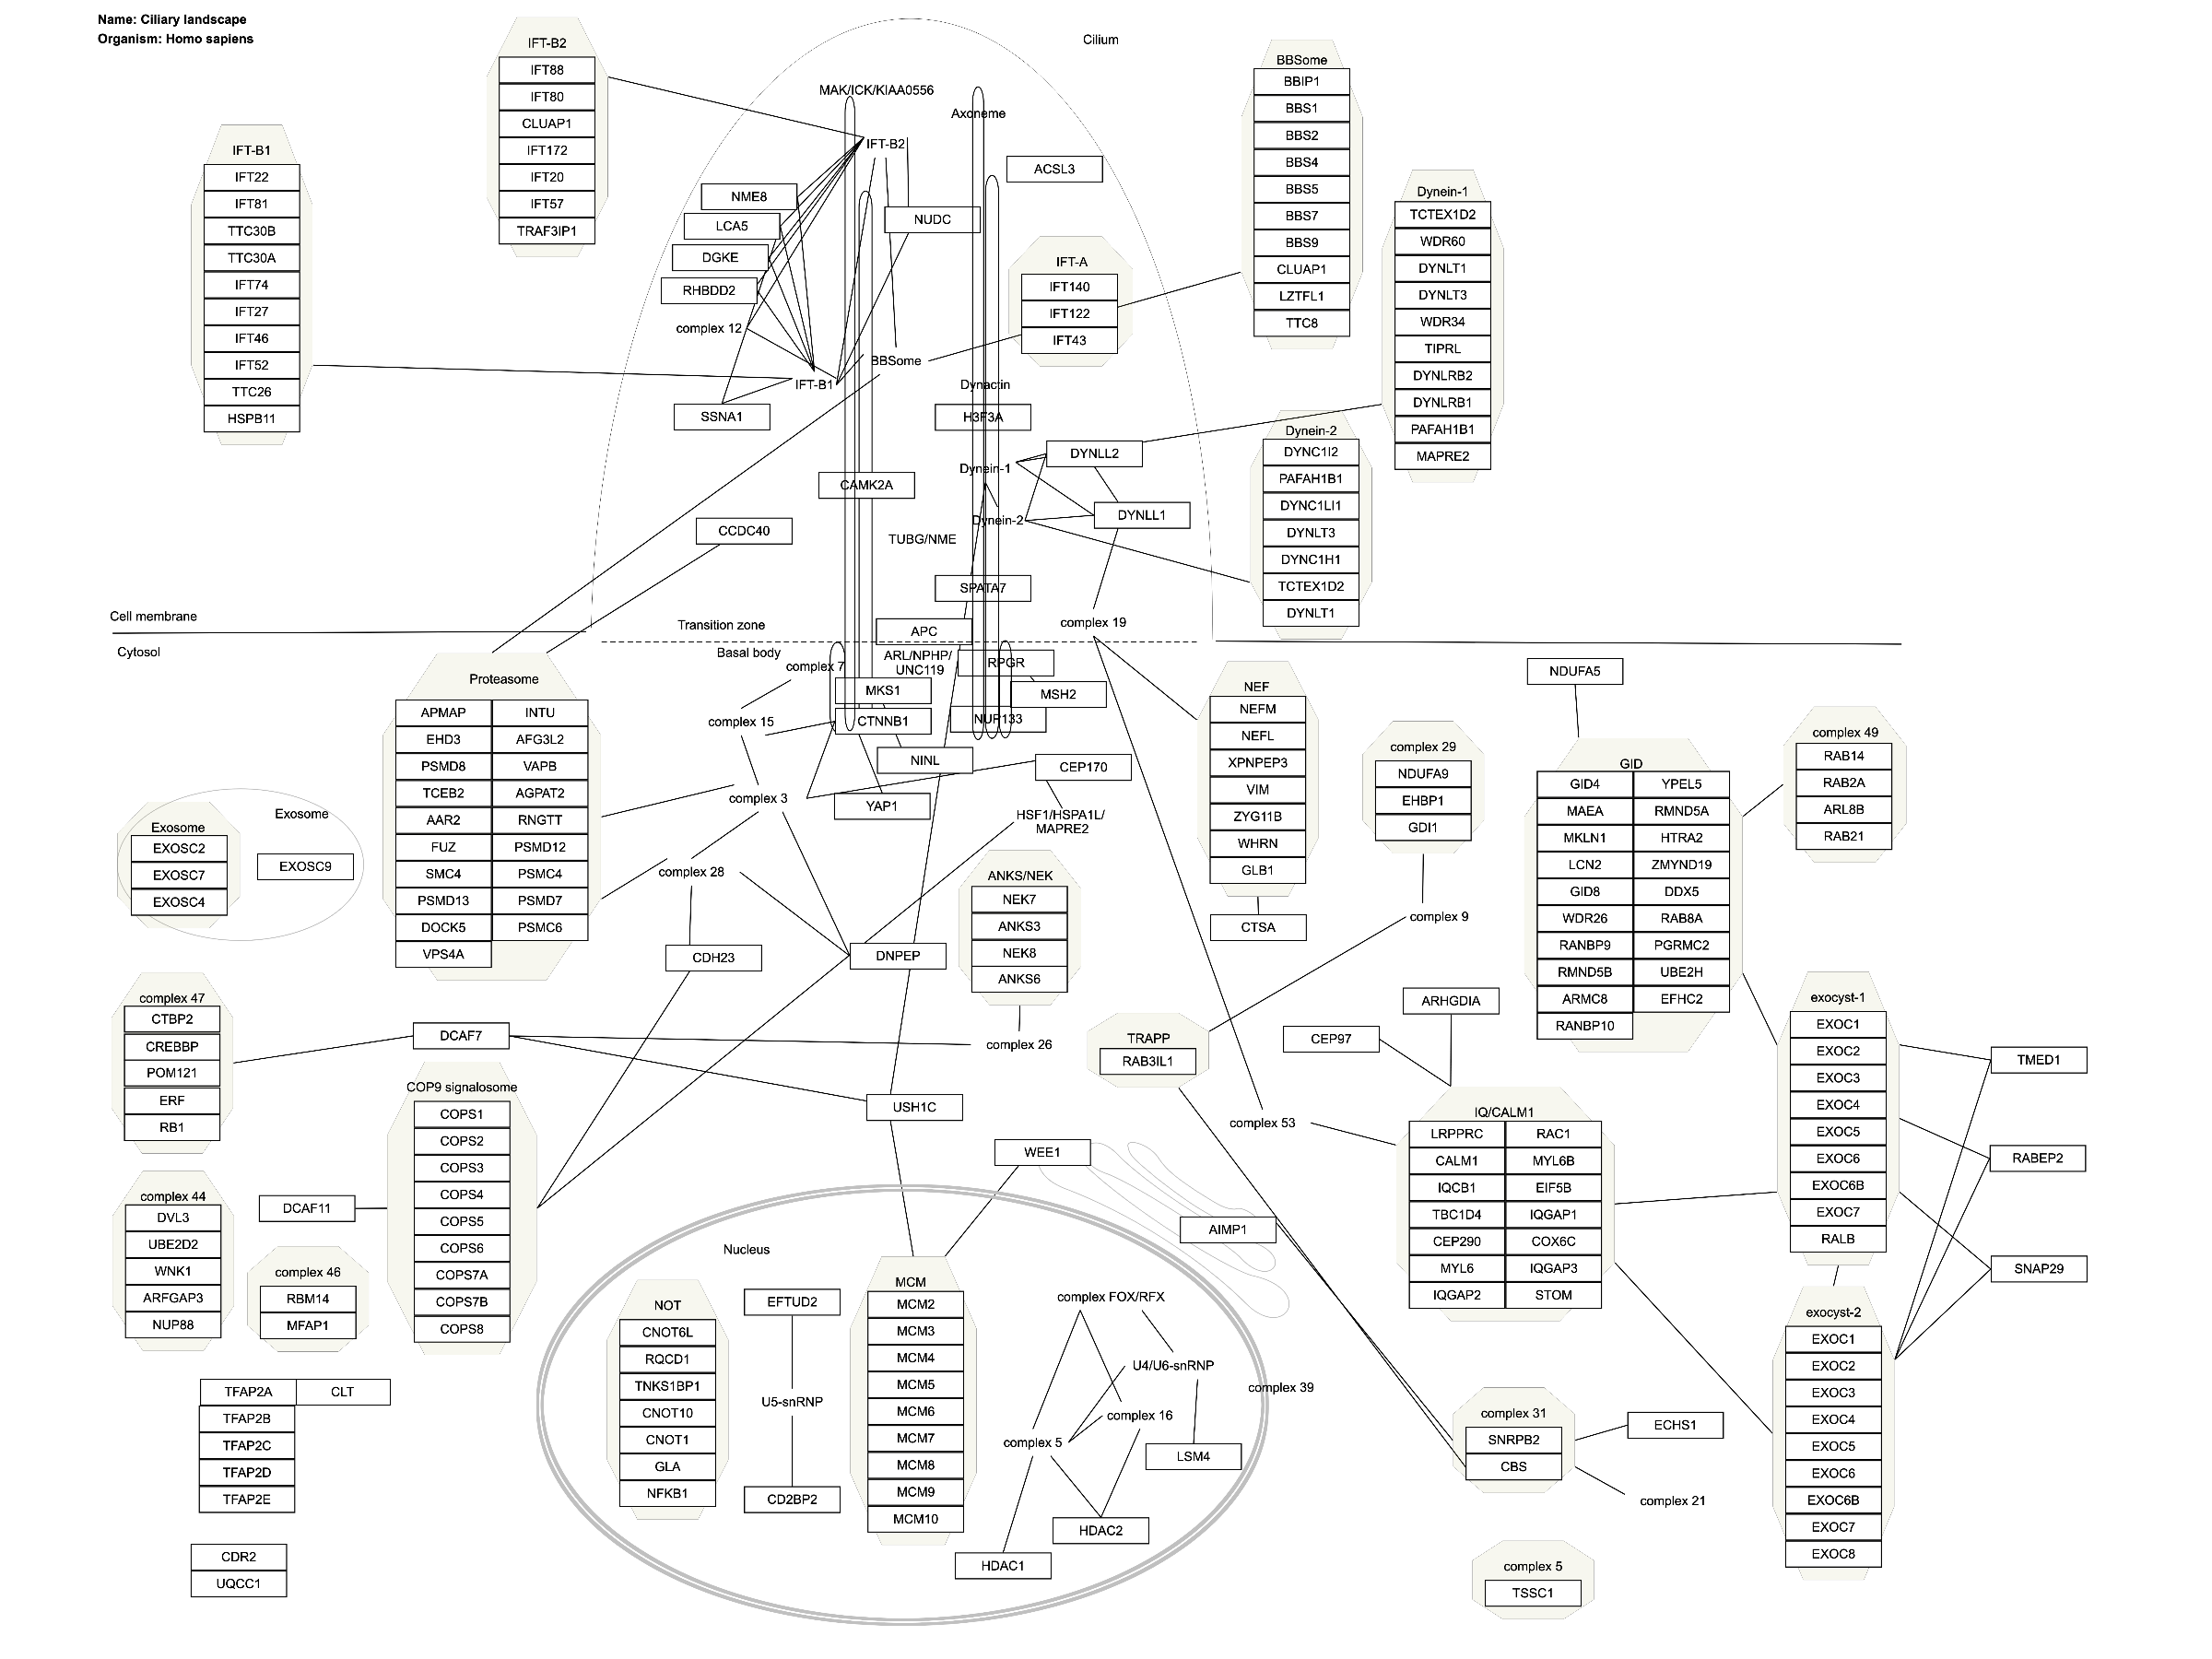 Name: Ciliary landscape
Organism: Homo sapiens
Cilium
IFT-B2
IFT88
IFT80
CLUAP1
IFT172
IFT20
IFT57
TRAF3IP1
IFT-B1
IFT22
IFT81
TTC30B
TTC30A
IFT74
IFT27
IFT46
IFT52
TTC26
HSPB11
MAK/ICK/KIAA0556
Axoneme
IFT-B2
ACSL3
NME8
LCA5
NUDC
DGKE
RHBDD2
complex 12
BBSome
IFT-B1
SSNA1
IFT-A
IFT140
IFT122
IFT43
Dynactin
H3F3A
DYNLL2
Dynein-1
CAMK2A
DYNLL1
Dynein-2
CCDC40
TUBG/NME
SPATA7
BBSome
BBIP1
BBS1
BBS2
BBS4
BBS5
BBS7
BBS9
CLUAP1
LZTFL1
TTC8
Dynein-1
TCTEX1D2
WDR60
DYNLT1
DYNLT3
WDR34
TIPRL
DYNLRB2
DYNLRB1
PAFAH1B1
MAPRE2
Dynein-2
DYNC1I2
PAFAH1B1
DYNC1LI1
DYNLT3
DYNC1H1
TCTEX1D2
DYNLT1
Cell membrane
Cytosol
Transition zone
Basal body
APC
complex 19
complex 7
ARL/NPHP/
UNC119
RPGR
MKS1
MSH2
complex 15
CTNNB1
NUP133
NINL
CEP170
complex 3
YAP1
HSF1/HSPA1L/
MAPRE2
complex 28
Proteasome
APMAP INTU
EHD3 AFG3L2
PSMD8 VAPB
TCEB2 AGPAT2
AAR2 RNGTT
FUZ PSMD12
SMC4 PSMC4
PSMD13 PSMD7
DOCK5 PSMC6
VPS4A
Exosome
Exosome
EXOSC2
EXOSC7
EXOSC4
EXOSC9
NEF
NEFM
NEFL
XPNPEP3
VIM
ZYG11B
WHRN
GLB1
CTSA
complex 29
NDUFA9
EHBP1
GDI1
complex 9
NDUFA5
GID
GID4 YPEL5
MAEA RMND5A
MKLN1 HTRA2
LCN2 ZMYND19
GID8 DDX5
WDR26 RAB8A
RANBP9 PGRMC2
RMND5B UBE2H
ARMC8 EFHC2
RANBP10
complex 49
RAB14
RAB2A
ARL8B
RAB21
ANKS/NEK
NEK7
ANKS3
NEK8
ANKS6
complex 26
CDH23
DNPEP
DCAF7
USH1C
complex 47
CTBP2
CREBBP
POM121
ERF
RB1
COP9 signalosome
COPS1
COPS2
COPS3
COPS4
COPS5
COPS6
COPS7A
COPS7B
COPS8
DCAF11
complex 44
DVL3
UBE2D2
WNK1
ARFGAP3
NUP88
complex 46
RBM14
MFAP1
TRAPP
RAB3IL1
ARHGDIA
CEP97
complex 53
IQ/CALM1
LRPPRC RAC1
CALM1 MYL6B
IQCB1 EIF5B
TBC1D4 IQGAP1
CEP290 COX6C
MYL6 IQGAP3
IQGAP2 STOM
exocyst-1
EXOC1
EXOC2
EXOC3
EXOC4
EXOC5
EXOC6
EXOC6B
EXOC7
RALB
TMED1
RABEP2
SNAP29
exocyst-2
EXOC1
EXOC2
EXOC3
EXOC4
EXOC5
EXOC6
EXOC6B
EXOC7
EXOC8
WEE1
AIMP1
Nucleus
NOT
CNOT6L
RQCD1
TNKS1BP1
CNOT10
CNOT1
GLA
NFKB1
EFTUD2
U5-snRNP
CD2BP2
MCM
MCM2
MCM3
MCM4
MCM5
MCM6
MCM7
MCM8
MCM9
MCM10
complex FOX/RFX
U4/U6-snRNP
complex 39
complex 16
complex 5
LSM4
HDAC2
HDAC1
complex 31
SNRPB2
CBS
ECHS1
complex 21
complex 5
TSSC1
TFAP2A CLT
TFAP2B
TFAP2C
TFAP2D
TFAP2E
CDR2
UQCC1